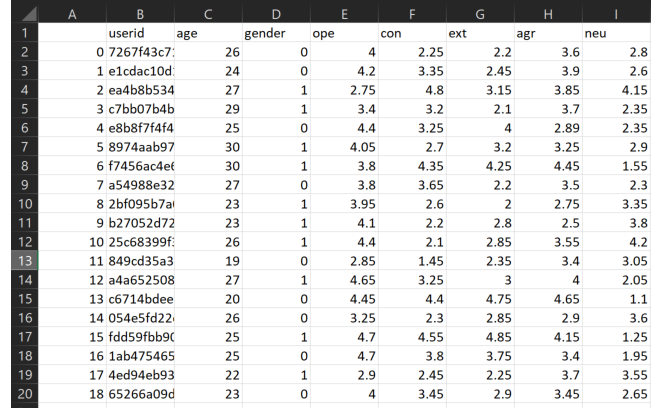 A B C D E F G H I
1 userid age gender ope con ext agr neu
2 0 7267f43c7 26 0 4 2.25 2.2 3.6 2.8
3 1 e1cdac10d 24 0 4.2 3.35 2.45 3.9 2.6
4 2 ea4b8b534 27 1 2.75 4.8 3.15 3.85 4.15
5 3 c7bb07b4b 29 1 3.4 3.2 2.1 3.7 2.35
6 4 e8b8f7f4f4 25 0 4.4 3.25 4 2.89 2.35
7 5 8974aab97 30 1 4.05 2.7 3.2 3.25 2.9
8 6 f7456ac4e6 30 1 3.8 4.35 4.25 4.45 1.55
9 7 a54988e32 27 0 3.8 3.65 2.2 3.5 2.3
10 8 2bf095b7a 23 1 3.95 2.6 2 2.75 3.35
11 9 b27052d72 23 1 4.1 2.2 2.8 2.5 3.8
12 10 25c68399f 26 1 4.4 2.1 2.85 3.55 4.2
13 11 849cd35a3 19 0 2.85 1.45 2.35 3.4 3.05
14 12 a4a652508 27 1 4.65 3.25 3 4 2.05
15 13 c6714bdee 20 0 4.45 4.4 4.75 4.65 1.1
16 14 054e5fd22 26 0 3.25 2.3 2.85 2.9 3.6
17 15 fdd59fbb90 25 1 4.7 4.55 4.85 4.15 1.25
18 16 1ab475465 25 0 4.7 3.8 3.75 3.4 1.95
19 17 4ed94eb93 22 1 2.9 2.45 2.25 3.7 3.55
20 18 65266a09d 23 0 4 3.45 2.9 3.45 2.65